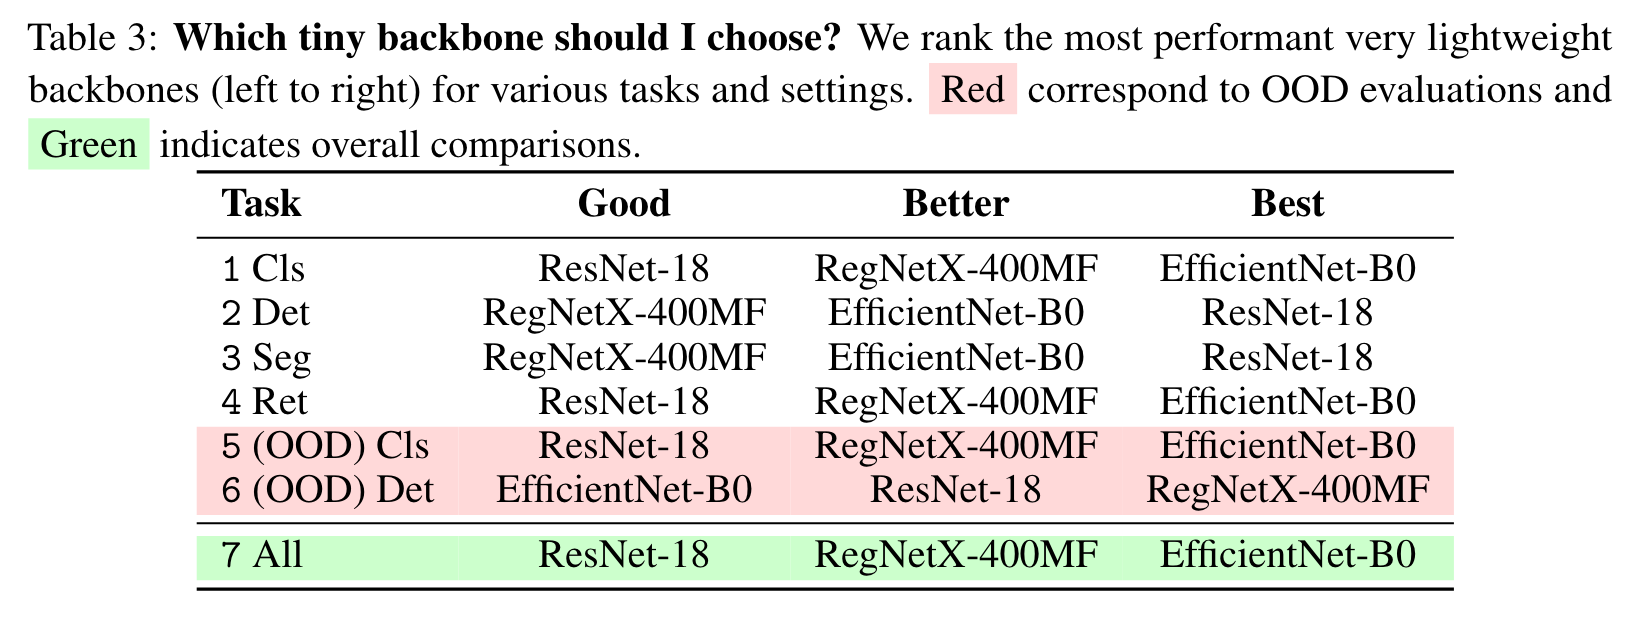 Table 3: Which tiny backbone should I choose? We rank the most performant very lightweight
backbones (left to right) for various tasks and settings. Red correspond to OOD evaluations and
Green indicates overall comparisons.
Task Good Better Best
1 Cls ResNet-18 RegNetX-400MF EfficientNet-B0
2 Det RegNetX-400MF EfficientNet-B0 ResNet-18
3 Seg RegNetX-400MF EfficientNet-B0 ResNet-18
4 Ret ResNet-18 RegNetX-400MF EfficientNet-B0
5 (OOD) Cls ResNet-18 RegNetX-400MF EfficientNet-B0
6 (OOD) Det EfficientNet-B0 ResNet-18 RegNetX-400MF
7 All ResNet-18 RegNetX-400MF EfficientNet-B0